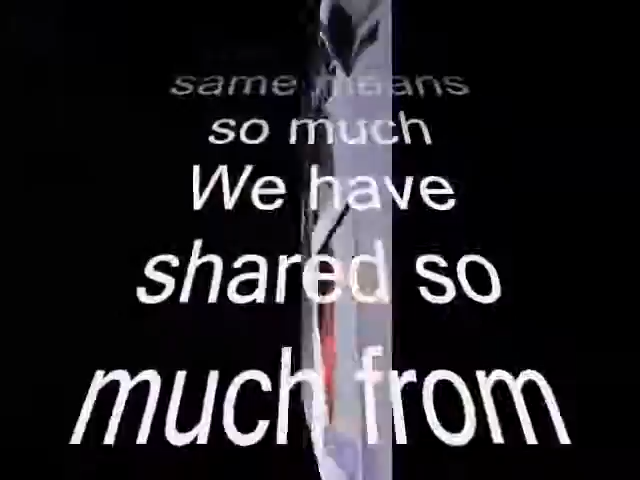 same means
so much
We have
shared so
much from